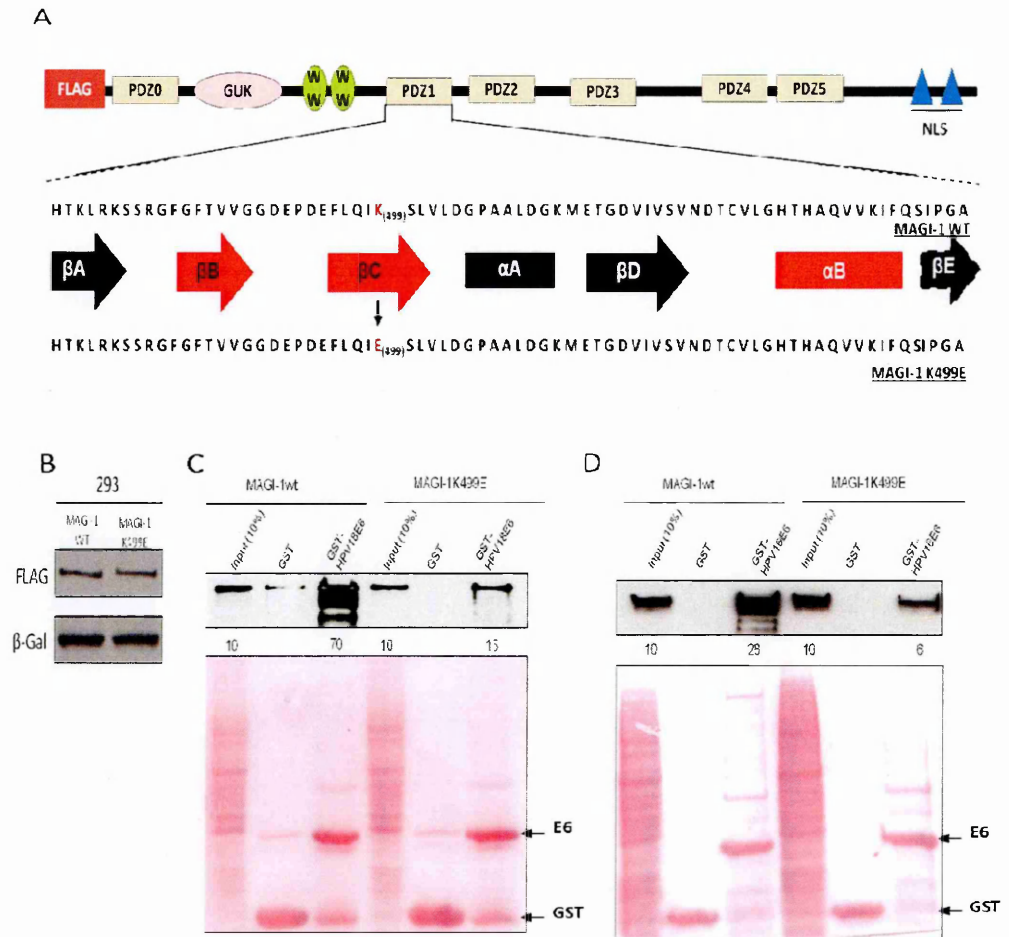 A
FLAG PDZ0 GUK W W W W PDZ1 PDZ2 PDZ3 PDZ4 PDZ5
NLS
HTKLRKSSRGFGFTVVGGDEPDEFLQIK(499)SLVLDGPAALDGKMETGDVIVSVNDTCVLGHTHAQVVKIFQSIPGA
MAGI-1 WT
βA βB βC αA βD αB βE
HTKLRKSSRGFGFTVVGGDEPDEFLQIE(499)SLVLDGPAALDGKMETGDVIVSVNDTCVLGHTHAQVVKIFQSIPGA
MAGI-1 K499E
B
293
MAGI-1 WT MAGI-1 K499E
FLAG
β-Gal
C
MAGI-1wt MAGI-1K499E
Input (10%) GST GST-HPV18E6 Input (10%) GST GST-HPV18E6
10 70 10 15
E6
GST
D
MAGI-1wt MAGI-1K499E
Input (10%) GST GST-HPV16E6 Input (10%) GST GST-HPV16E6
10 28 10 6
E6
GST